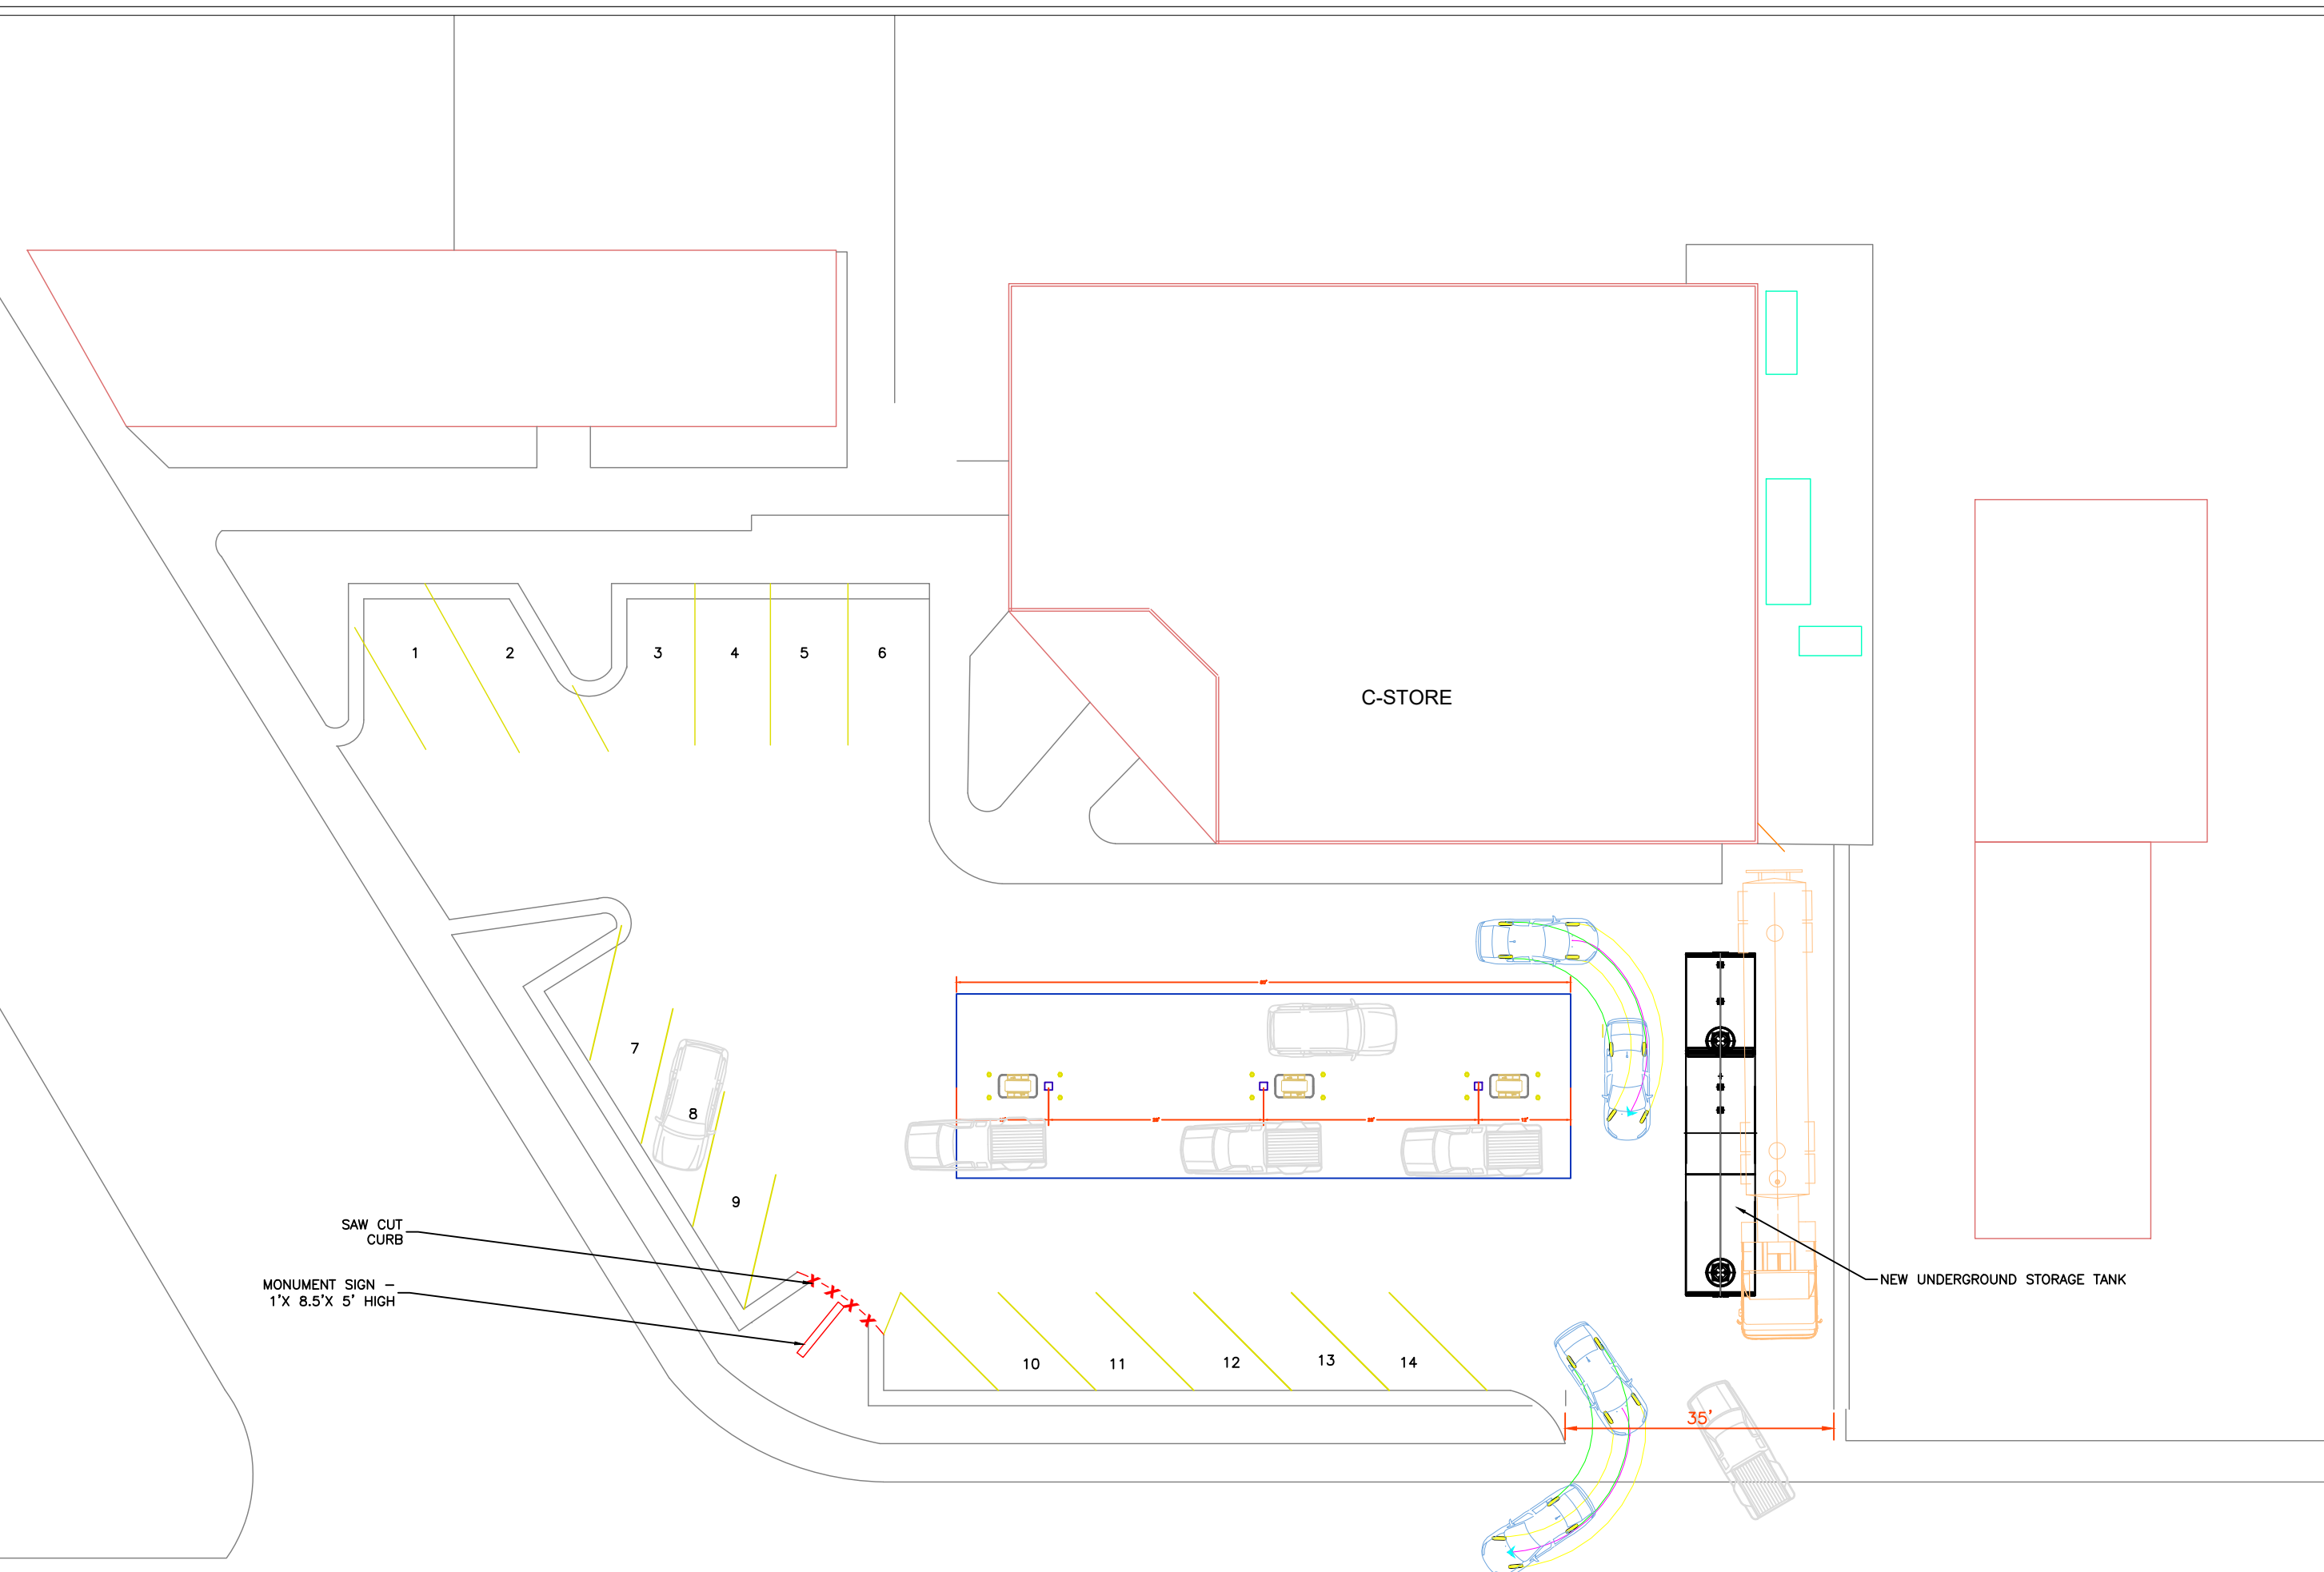 1
2
3
4
5
6
C-STORE
7
8
9
SAW CUT
CURB
MONUMENT SIGN –
1'X 8.5'X 5' HIGH
NEW UNDERGROUND STORAGE TANK
10
11
12
13
14
35'